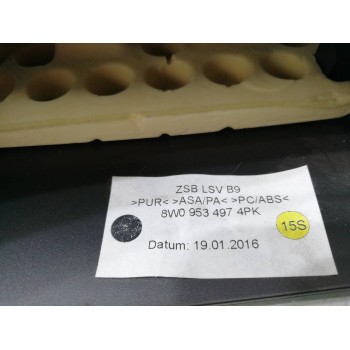 ZSB LSV B9
>PUR< >ASA/PA< >PC/ABS<
8W0 953 497 4PK
15S
Datum: 19.01.2016